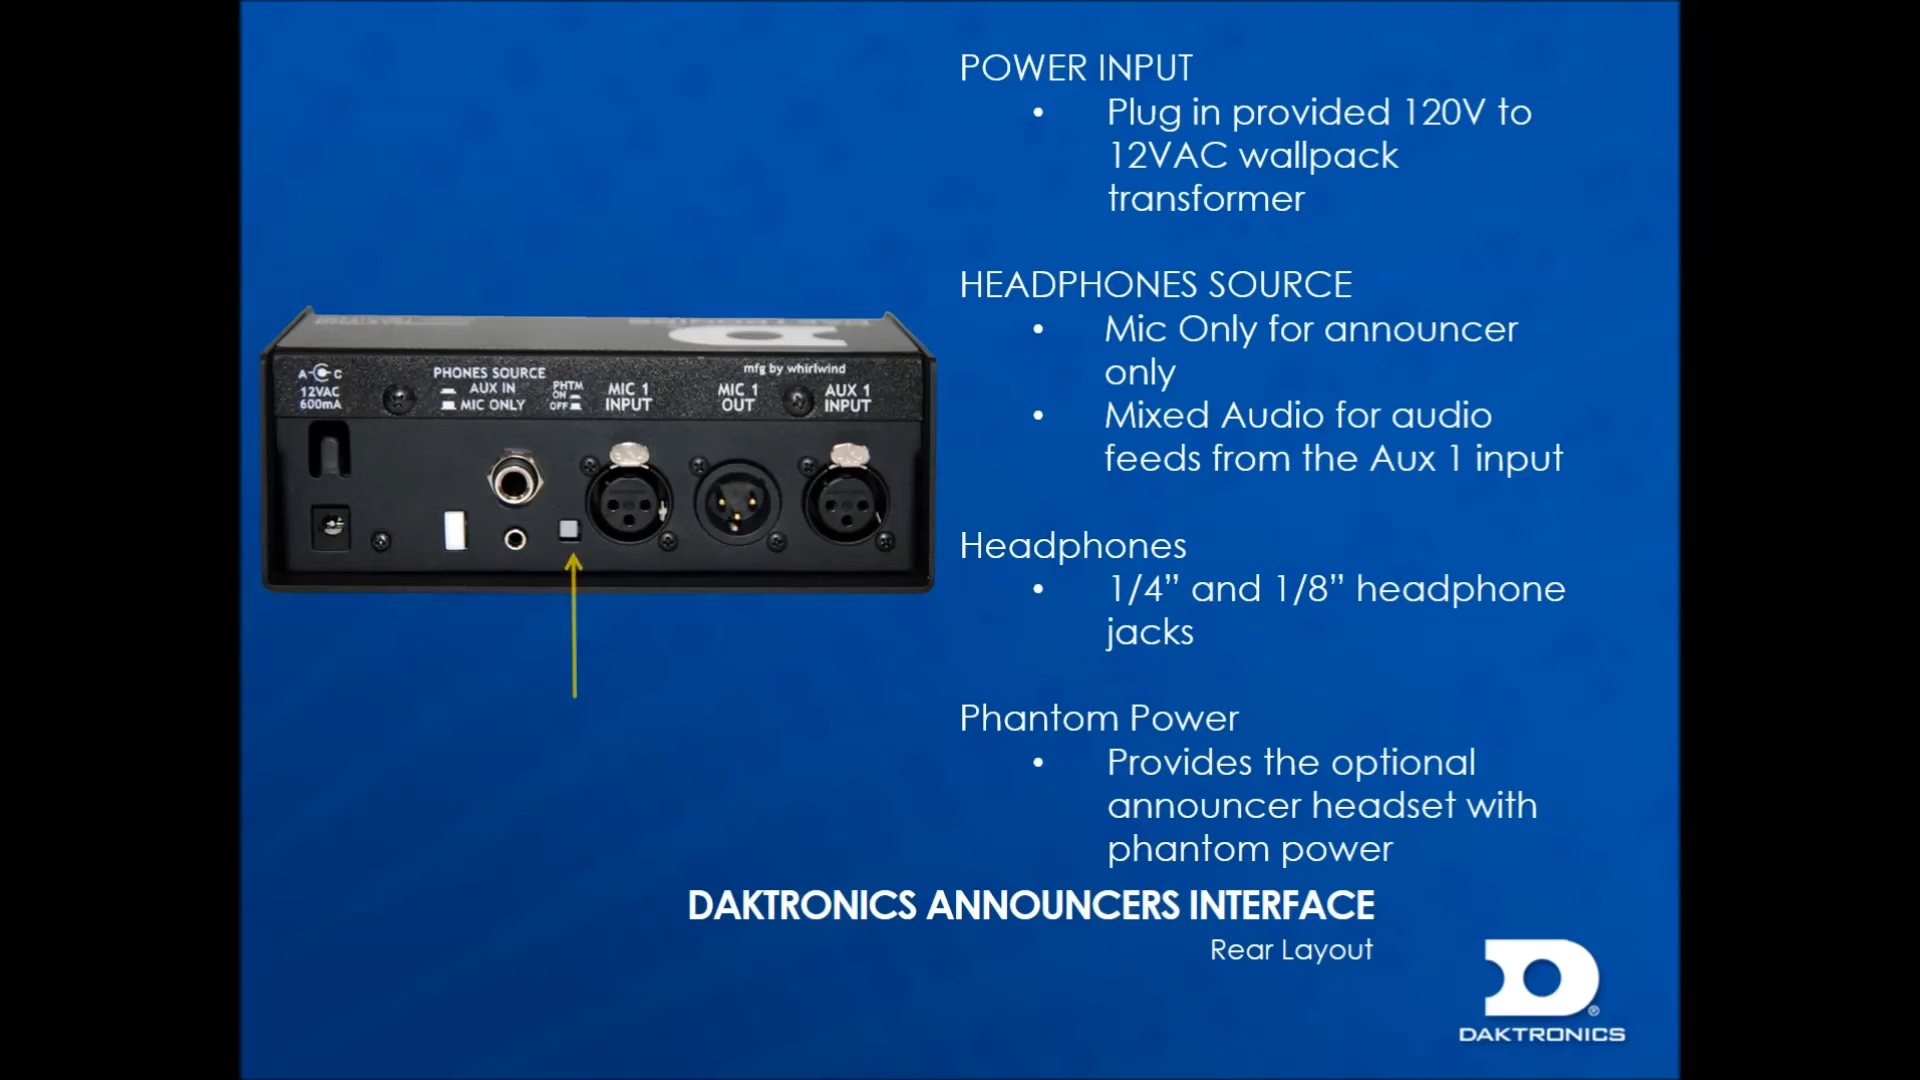 POWER INPUT
• Plug in provided 120V to
12VAC wallpack
transformer
HEADPHONES SOURCE
• Mic Only for announcer
only
• Mixed Audio for audio
feeds from the Aux 1 input
Headphones
• 1/4” and 1/8” headphone
jacks
Phantom Power
• Provides the optional
announcer headset with
phantom power
A C
12VAC
600mA
PHONES SOURCE
AUX IN
MIC ONLY
PHTM
ON
OFF
MIC 1
INPUT
mfg by whirlwind
MIC 1
OUT
AUX 1
INPUT
DAKTRONICS ANNOUNCERS INTERFACE
Rear Layout
®
DAKTRONICS